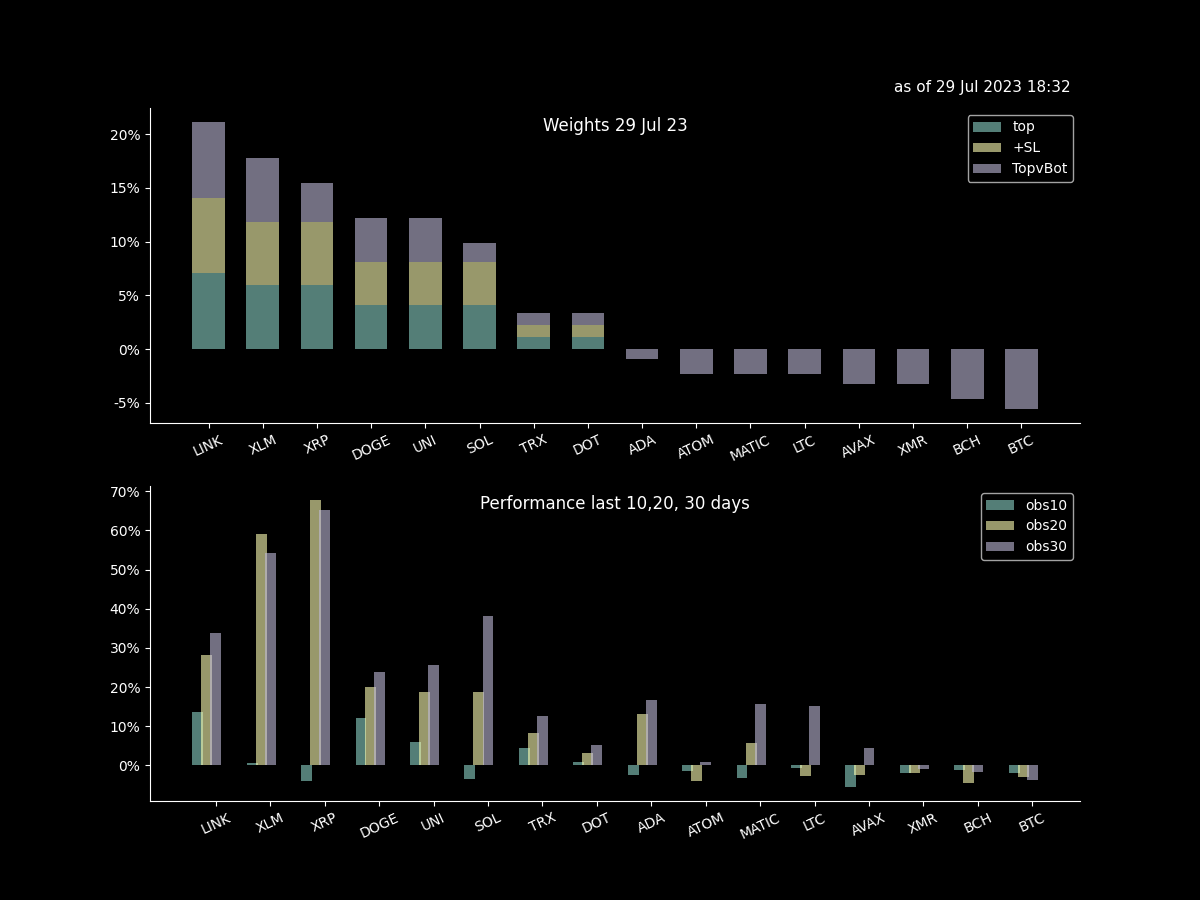 as of 29 Jul 2023 18:32
Weights 29 Jul 23
top
+SL
TopvBot
20%
15%
10%
5%
0%
-5%
LINK XLM XRP DOGE UNI SOL TRX DOT ADA ATOM MATIC LTC AVAX XMR BCH BTC
Performance last 10,20, 30 days
obs10
obs20
obs30
70%
60%
50%
40%
30%
20%
10%
0%
LINK XLM XRP DOGE UNI SOL TRX DOT ADA ATOM MATIC LTC AVAX XMR BCH BTC